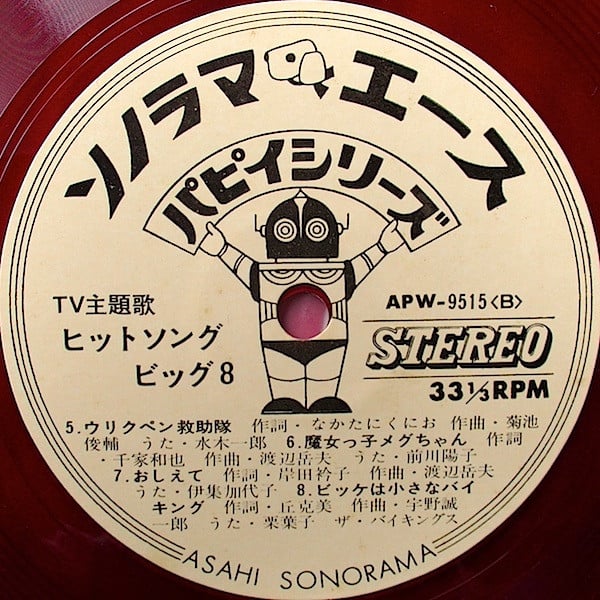 ソノラマエース
パピイシリーズ
TV主題歌
ヒットソング
ビッグ8
APW-9515<B>
STEREO
33⅓RPM
5.ウリクペン救助隊 作詞・なかたにくにお 作曲・菊池
俊輔 うた・水木一郎 6.魔女っ子メグちゃん 作詞
・千家和也 作曲・渡辺岳夫 うた・前川陽子
7.おしえて 作詞・岸田衿子 作曲・渡辺岳夫
うた・伊集加代子 8.ビッケは小さなバイ
キング 作詞・丘克美 作曲・宇野誠
一郎 うた・栗葉子 ザ・バイキングス
ASAHI SONORAMA